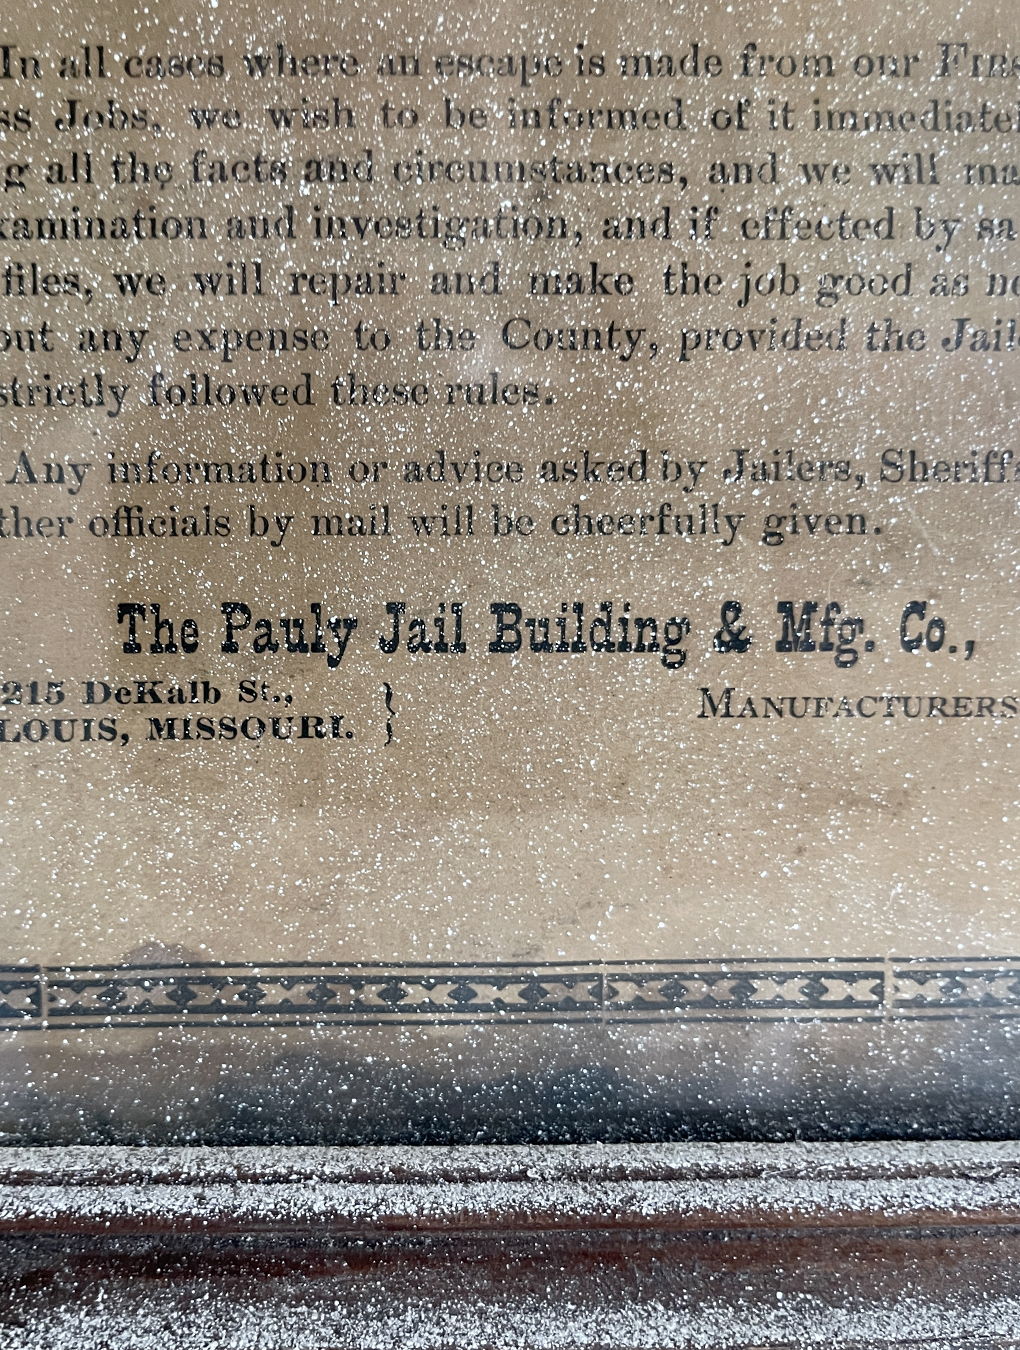 In all cases where an escape is made from our FIRS
ss Jobs, we wish to be informed of it immediatel
g all the facts and circumstances, and we will ma
xamination and investigation, and if effected by sa
files, we will repair and make the job good as ne
out any expense to the County, provided the Jail
strictly followed these rules.
Any information or advice asked by Jailers, Sheriffs
ther officials by mail will be cheerfully given.
The Pauly Jail Building & Mfg. Co.,
215 DeKalb St.,
LOUIS, MISSOURI. } MANUFACTURERS